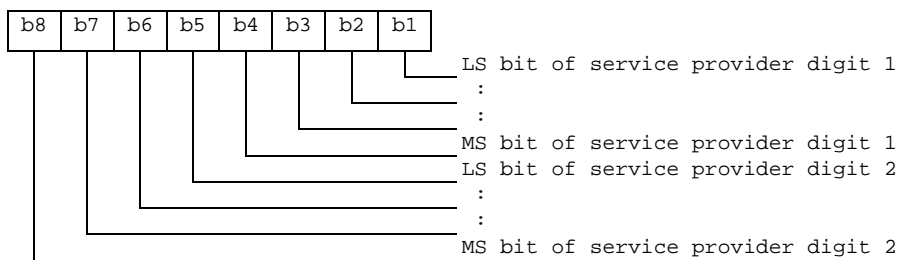 b8 b7 b6 b5 b4 b3 b2 b1
LS bit of service provider digit 1
:
:
MS bit of service provider digit 1
LS bit of service provider digit 2
:
:
MS bit of service provider digit 2